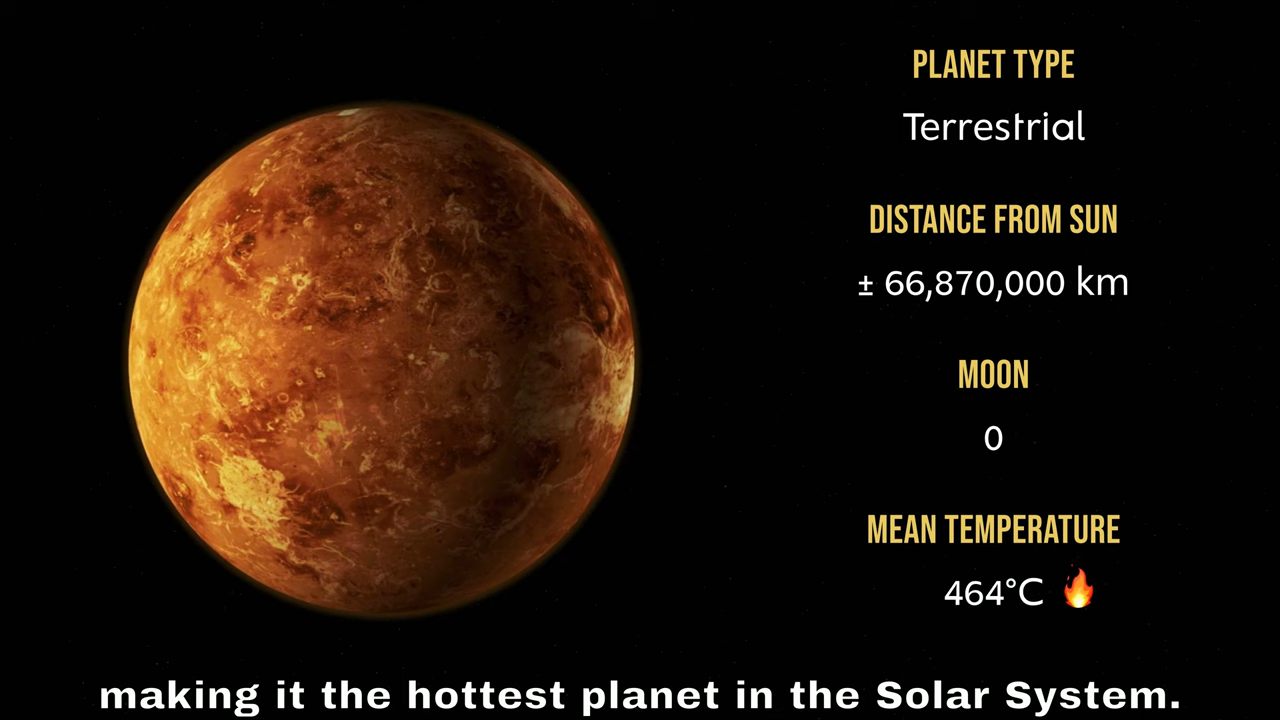 PLANET TYPE
Terrestrial
DISTANCE FROM SUN
± 66,870,000 km
MOON
0
MEAN TEMPERATURE
464°C 🔥
making it the hottest planet in the Solar System.